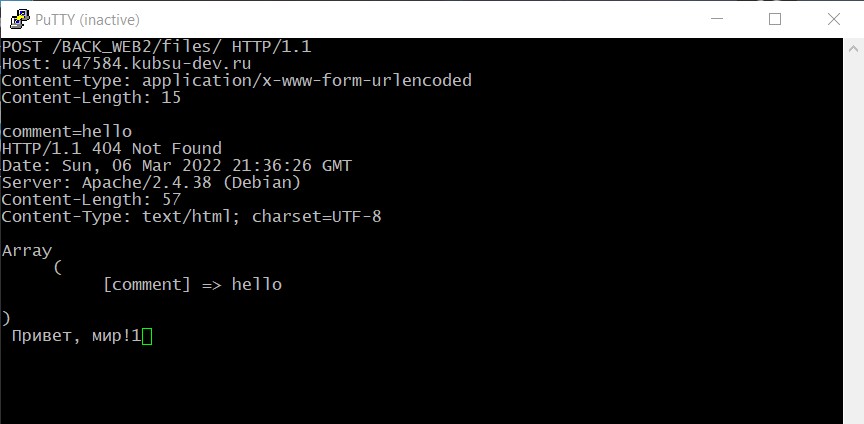 PuTTY (inactive)
POST /BACK_WEB2/files/ HTTP/1.1
Host: u47584.kubsu-dev.ru
Content-type: application/x-www-form-urlencoded
Content-Length: 15
comment=hello
HTTP/1.1 404 Not Found
Date: Sun, 06 Mar 2022 21:36:26 GMT
Server: Apache/2.4.38 (Debian)
Content-Length: 57
Content-Type: text/html; charset=UTF-8
Array
(
[comment] => hello
)
Привет, мир!1